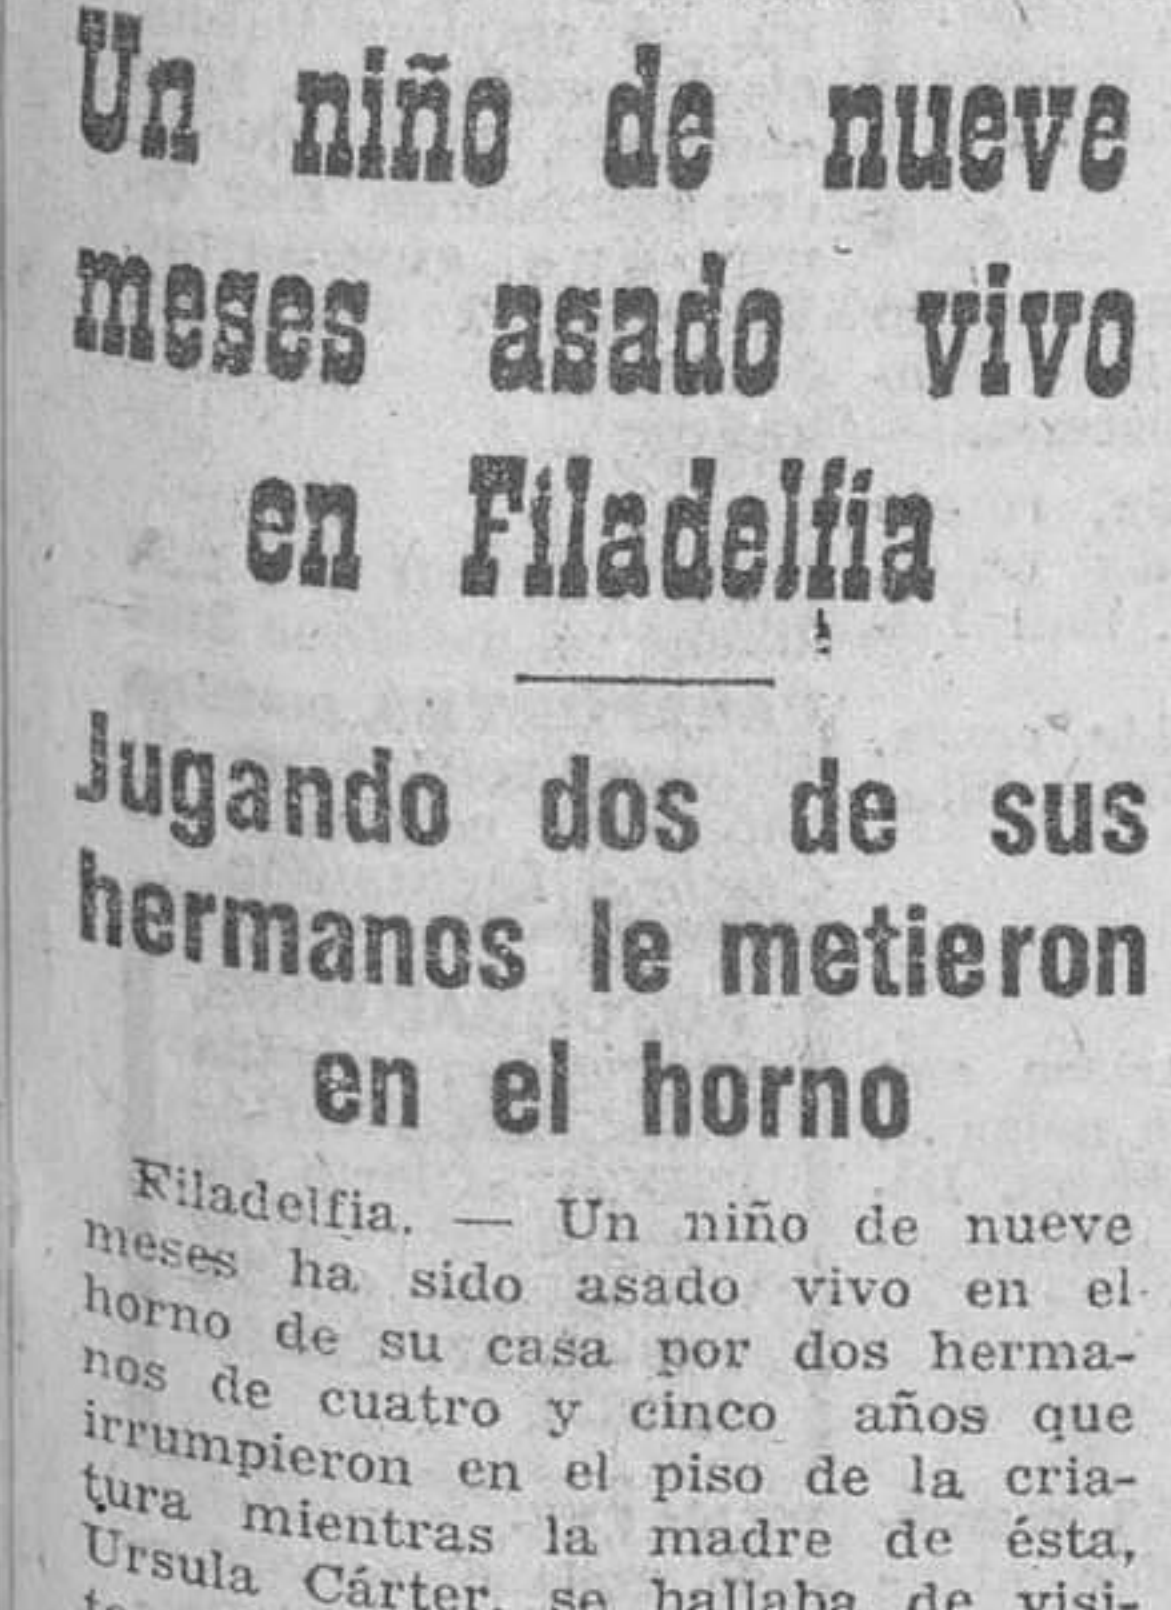 Un niño de nueve
meses asado vivo
en Filadelfia
Jugando dos de sus
hermanos le metieron
en el horno
Filadelfia. — Un niño de nueve
meses ha sido asado vivo en el
horno de su casa por dos herma-
nos de cuatro y cinco años que
irrumpieron en el piso de la cria-
tura mientras la madre de ésta,
Ursula Cárter, se hallaba de visi-